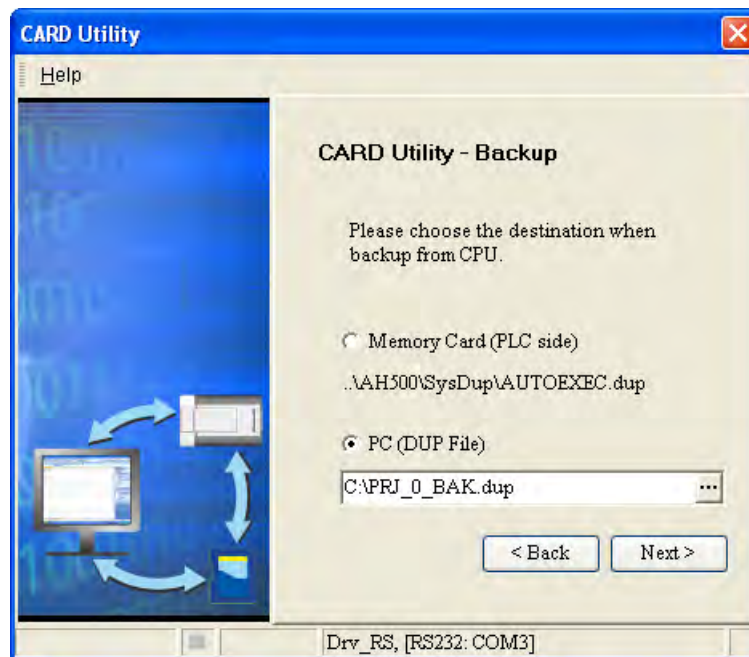 CARD Utility
Help
CARD Utility - Backup
Please choose the destination when
backup from CPU.
Memory Card (PLC side)
..\AH500\SysDup\AUTOEXEC.dup
PC (DUP File)
C:\PRJ_0_BAK.dup
...
< Back Next >
Drv_RS, [RS232: COM3]